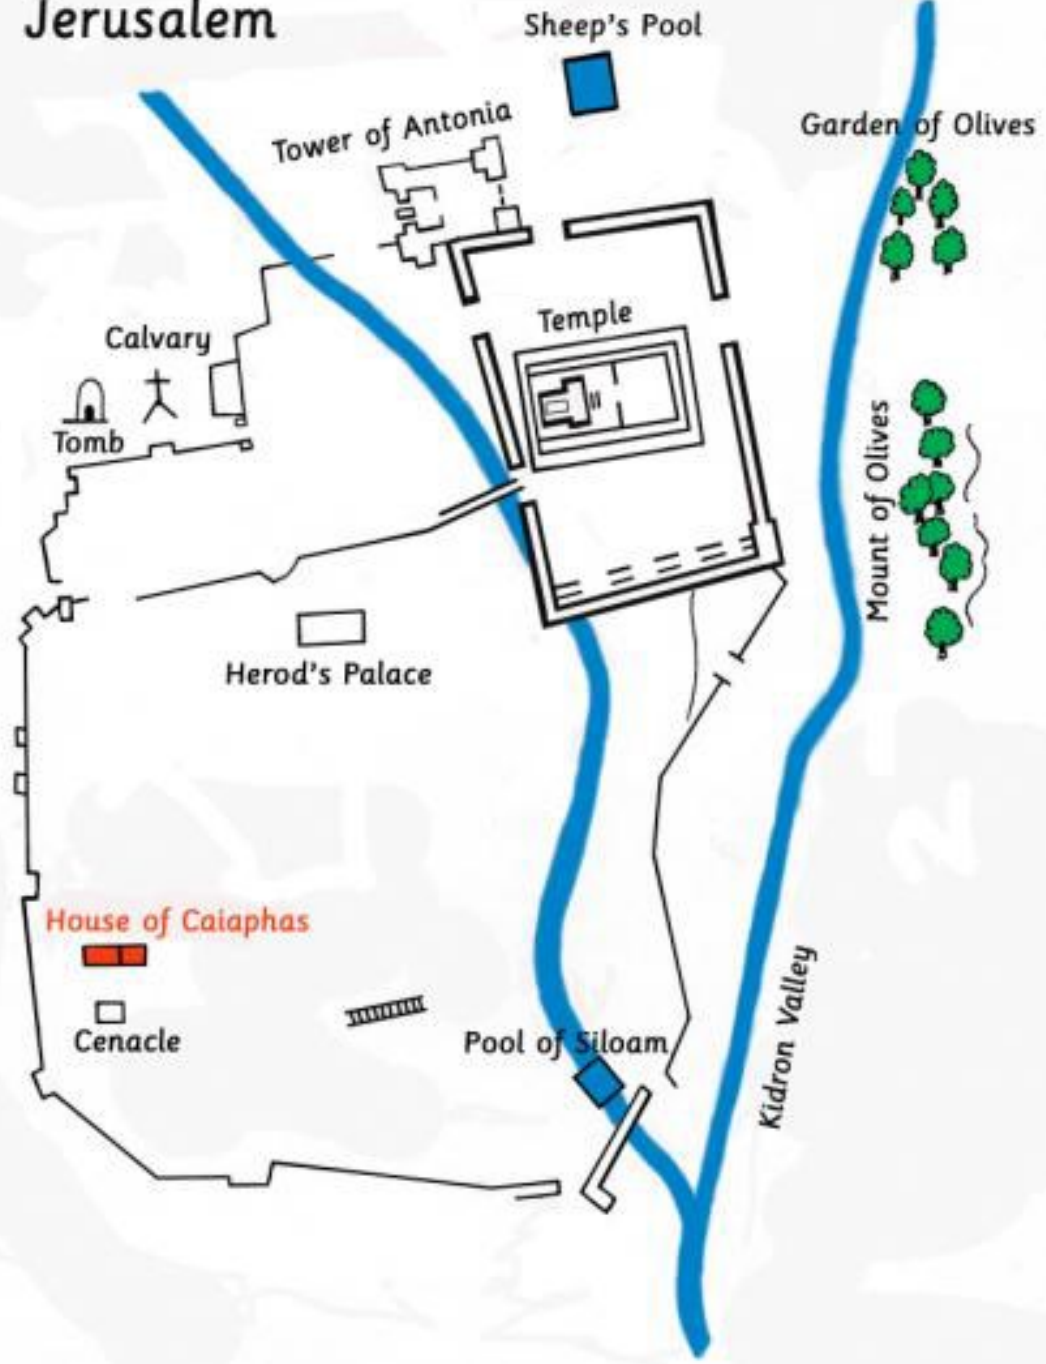 Jerusalem
Sheep's Pool
Tower of Antonia
Garden of Olives
Temple
Calvary
Tomb
Mount of Olives
Herod's Palace
House of Caiaphas
Cenacle
Pool of Siloam
Kidron Valley